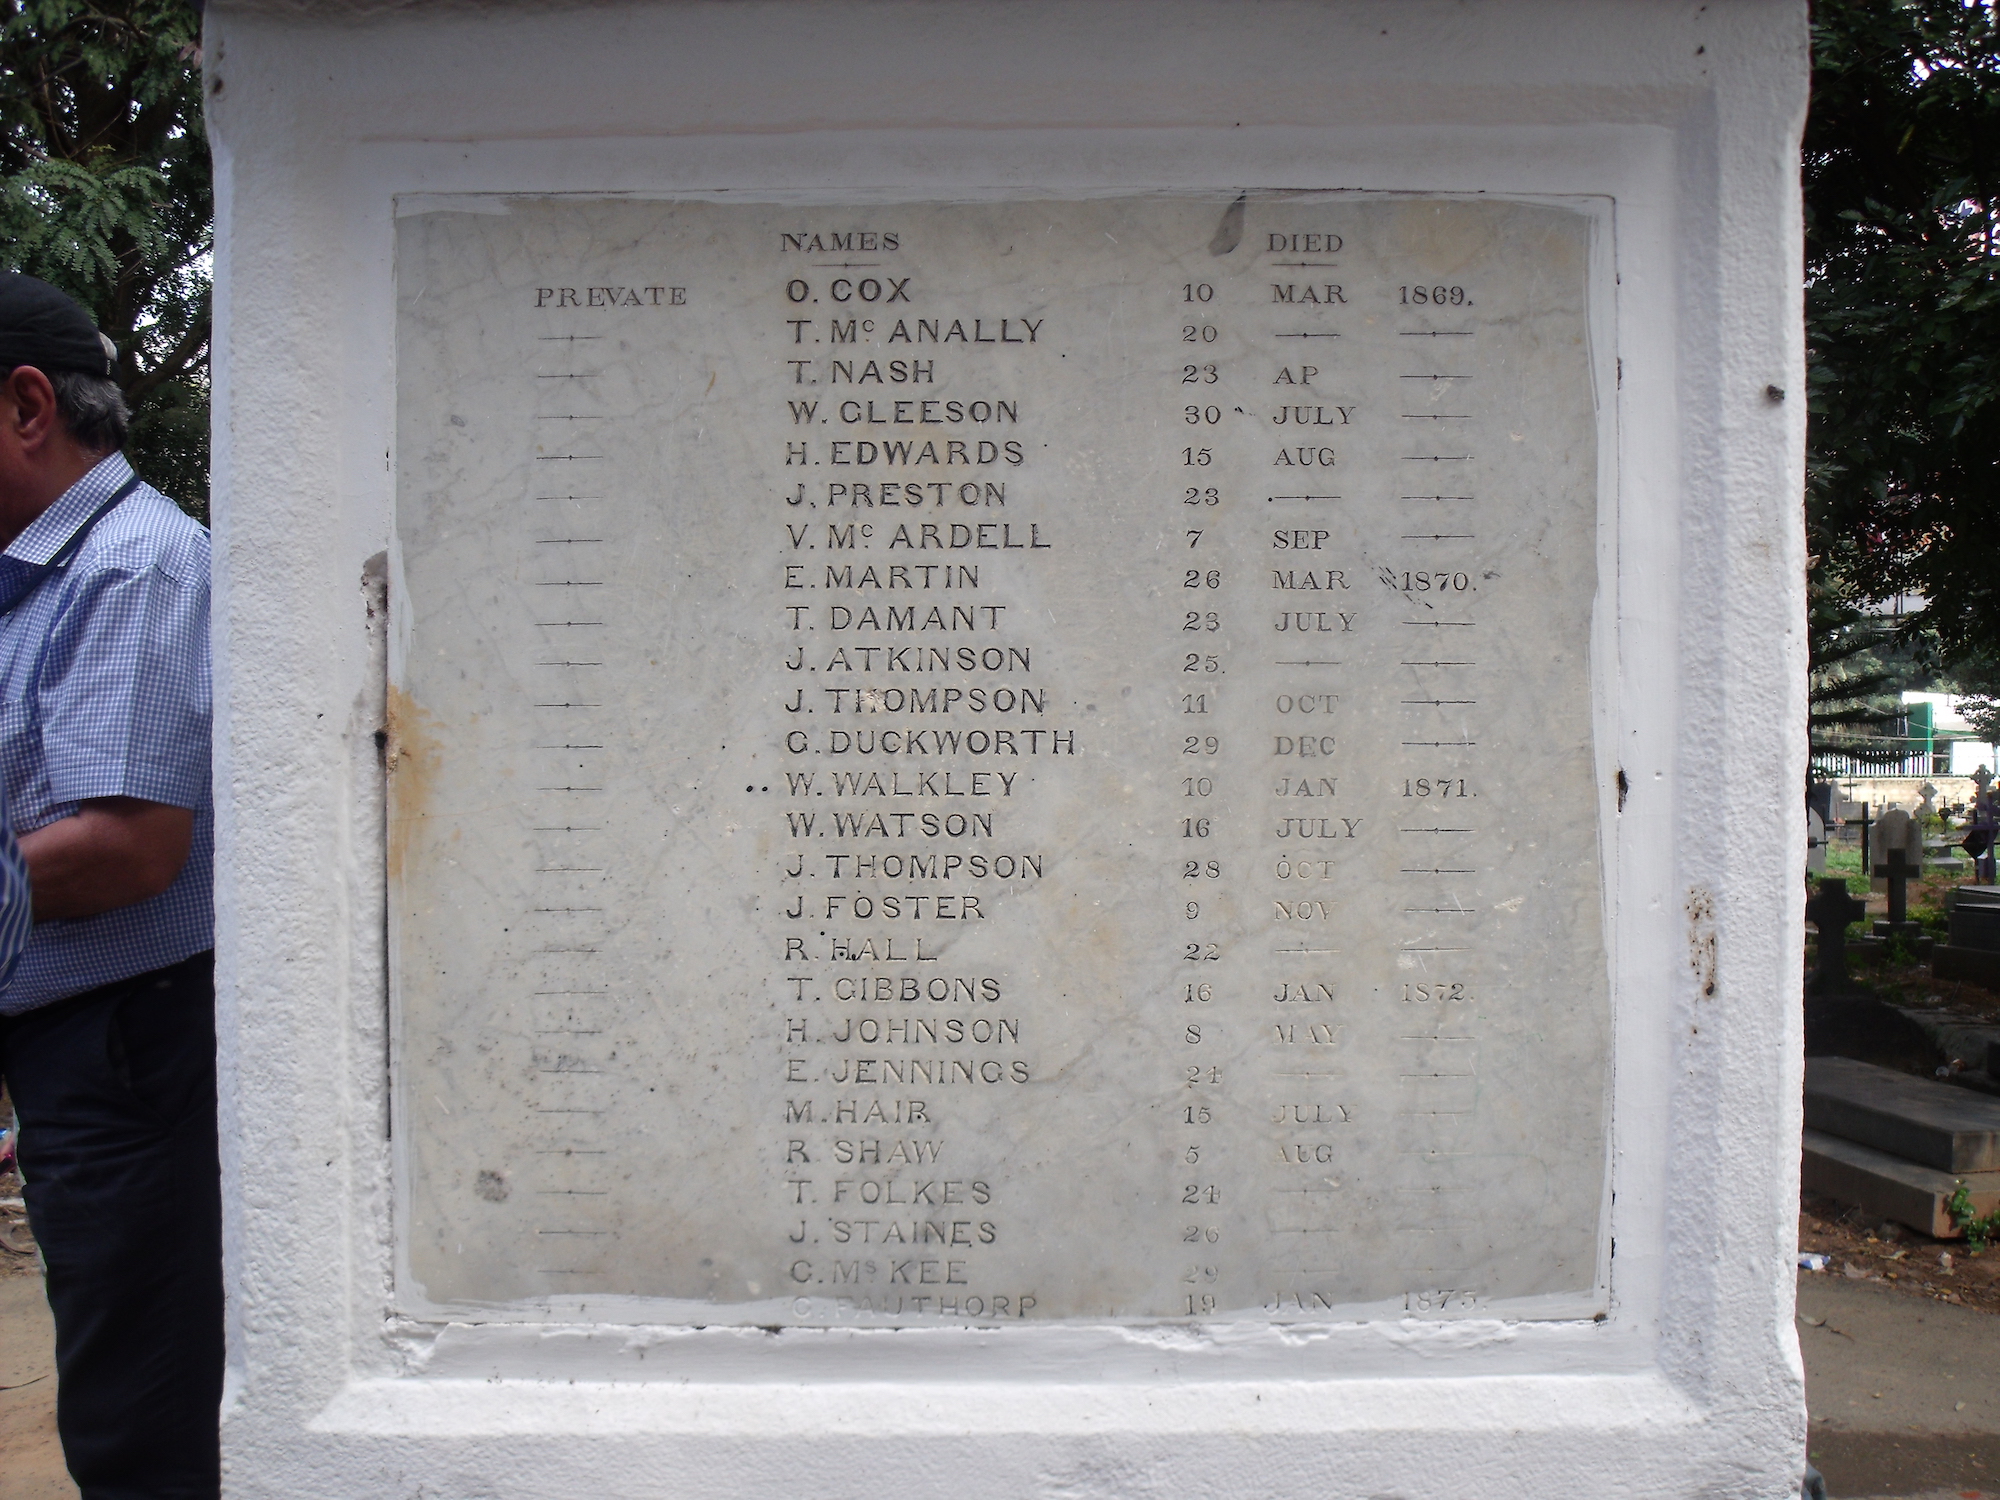 NAMES DIED
PREVATE O. COX 10 MAR 1869.
T. Mc ANALLY 20
T. NASH 23 AP
W. GLEESON 30 JULY
H. EDWARDS 15 AUG
J. PRESTON 23
V. Mc ARDELL 7 SEP
E. MARTIN 26 MAR 1870.
T. DAMANT 23 JULY
J. ATKINSON 25.
J. THOMPSON 11 OCT
G. DUCKWORTH 29 DEC
W. WALKLEY 10 JAN 1871.
W. WATSON 16 JULY
J. THOMPSON 28 OCT
J. FOSTER 9 NOV
R. HALL 22
T. GIBBONS 16 JAN 1872.
H. JOHNSON 8 MAY
E. JENNINGS 24
M. HAIR 15 JULY
R. SHAW 5 AUG
T. FOLKES 24
J. STAINES 26
C. Ms KEE 29
FAUTHORP 19 JAN